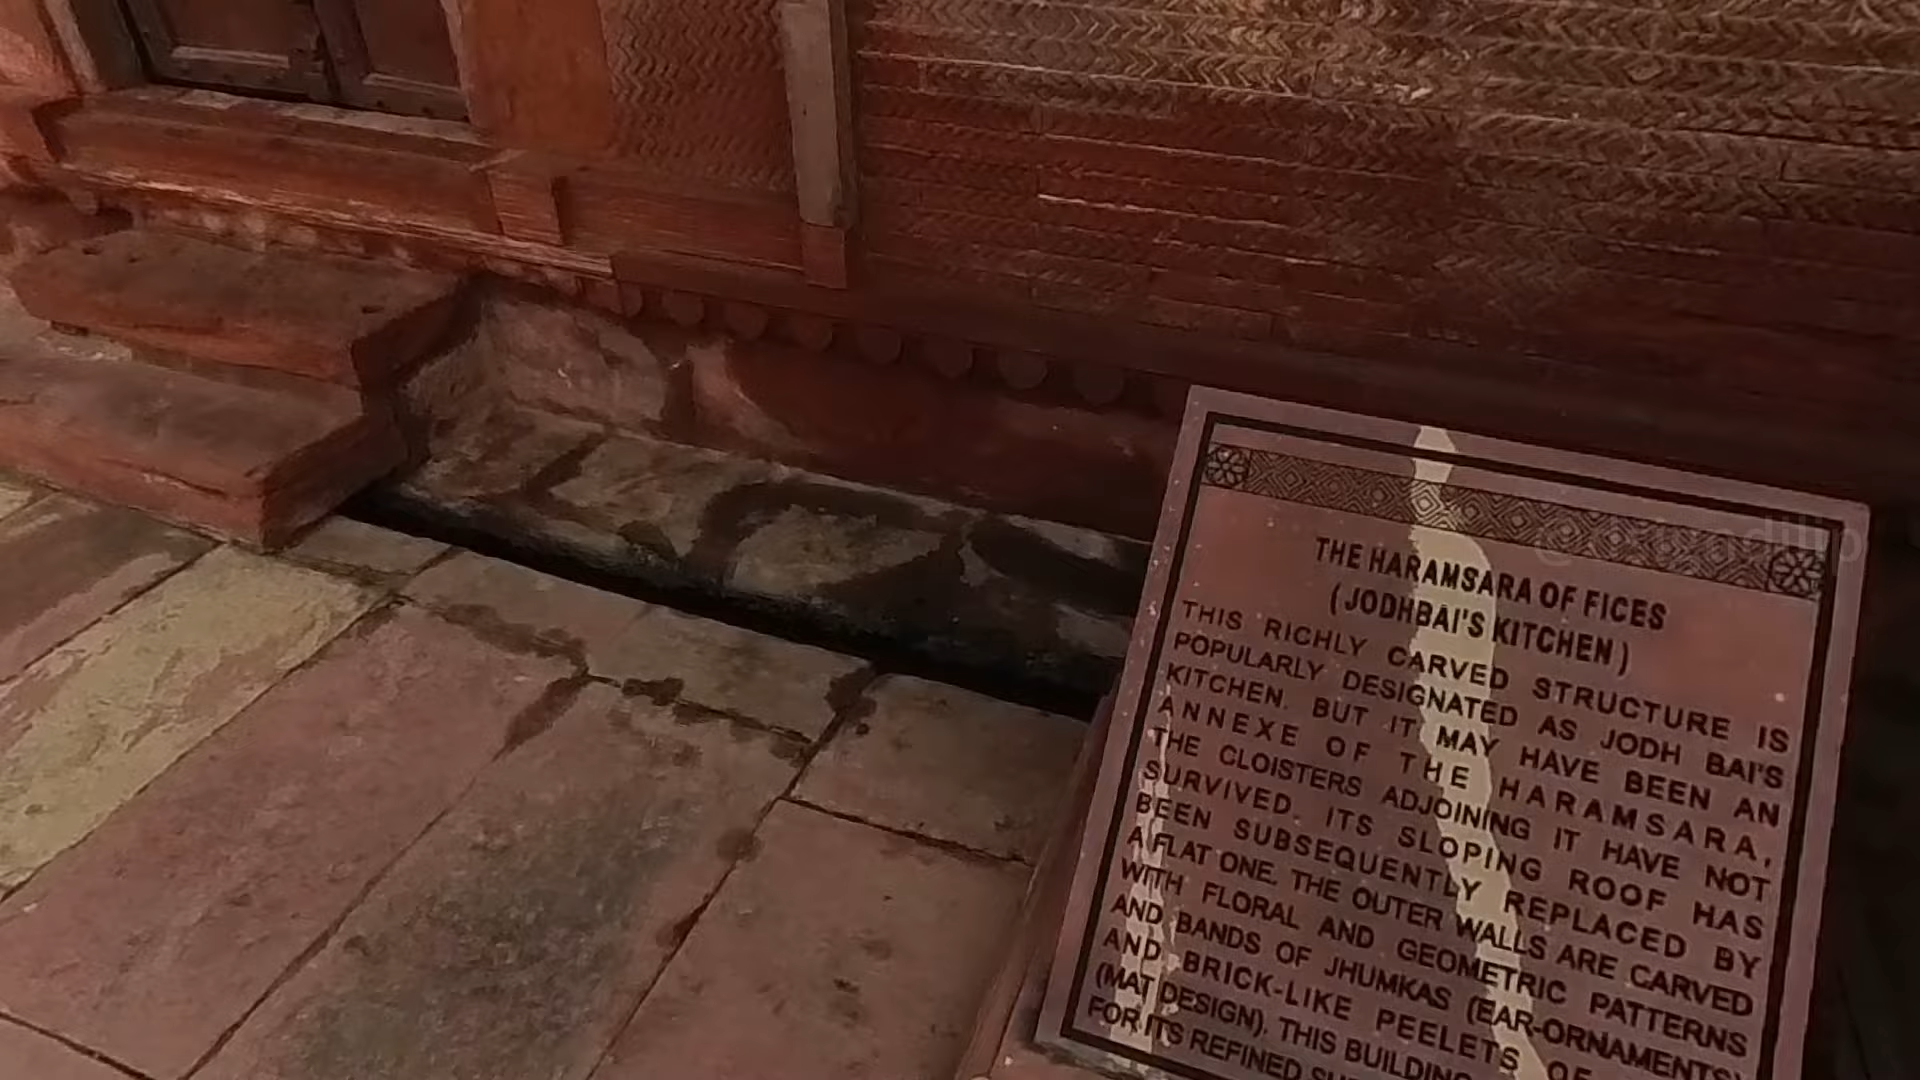 THE HARAMSARA OF FICES
(JODHBAI'S KITCHEN)
THIS RICHLY CARVED STRUCTURE IS
POPULARLY DESIGNATED AS JODH BAI'S
KITCHEN. BUT IT MAY HAVE BEEN AN
ANNEXE OF THE HARAMSARA,
THE CLOISTERS ADJOINING IT HAVE NOT
SURVIVED. ITS SLOPING ROOF HAS
BEEN SUBSEQUENTLY REPLACED BY
A FLAT ONE. THE OUTER WALLS ARE CARVED
WITH FLORAL AND GEOMETRIC PATTERNS
AND BANDS OF JHUMKAS (EAR-ORNAMENTS)
AND BRICK-LIKE PEELETS OF
(MAT DESIGN). THIS BUILDING
FOR ITS REFINED